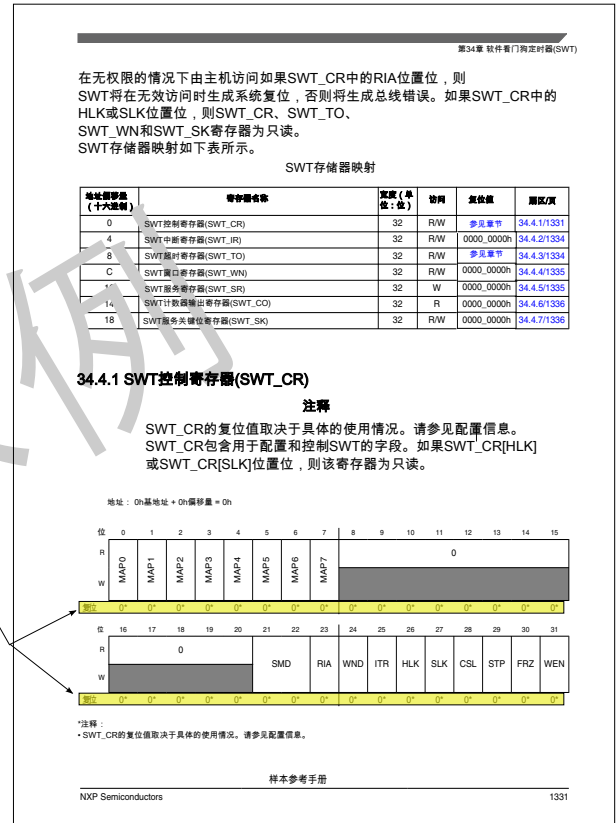 第34章 软件看门狗定时器(SWT)
在无权限的情况下由主机访问如果SWT_CR中的RIA位置位，则
SWT将在无效访问时生成系统复位，否则将生成总线错误。如果SWT_CR中的
HLK或SLK位置位，则SWT_CR、SWT_TO、
SWT_WN和SWT_SK寄存器为只读。
SWT存储器映射如下表所示。
SWT存储器映射
地址偏移量（十六进制） 寄存器名称 宽度（单位：位） 访问 复位值 扇区/页
0 SWT控制寄存器(SWT_CR) 32 R/W 参见章节 34.4.1/1331
4 SWT中断寄存器(SWT_IR) 32 R/W 0000_0000h 34.4.2/1334
8 SWT超时寄存器(SWT_TO) 32 R/W 参见章节 34.4.3/1334
C SWT窗口寄存器(SWT_WN) 32 R/W 0000_0000h 34.4.4/1335
SWT服务寄存器(SWT_SR) 32 W 0000_0000h 34.4.5/1335
14 SWT计数器输出寄存器(SWT_CO) 32 R 0000_0000h 34.4.6/1336
18 SWT服务关键位寄存器(SWT_SK) 32 R/W 0000_0000h 34.4.7/1336
34.4.1 SWT控制寄存器(SWT_CR)
注释
SWT_CR的复位值取决于具体的使用情况。请参见配置信息。
SWT_CR包含用于配置和控制SWT的字段。如果SWT_CR[HLK]
或SWT_CR[SLK]位置位，则该寄存器为只读。
地址： 0h基地址 + 0h偏移量 = 0h
位 0 1 2 3 4 5 6 7 8 9 10 11 12 13 14 15
R 0
MAP0 MAP1 MAP2 MAP3 MAP4 MAP5 MAP6 MAP7
W
复位 0* 0* 0* 0* 0* 0* 0* 0* 0* 0* 0* 0* 0* 0* 0* 0*
位 16 17 18 19 20 21 22 23 24 25 26 27 28 29 30 31
R 0
SMD RIA WND ITR HLK SLK CSL STP FRZ WEN
W
复位 0* 0* 0* 0* 0* 0* 0* 0* 0* 0* 0* 0* 0* 0* 0* 0*
*注释：
• SWT_CR的复位值取决于具体的使用情况。请参见配置信息。
样本参考手册
NXP Semiconductors 1331
例